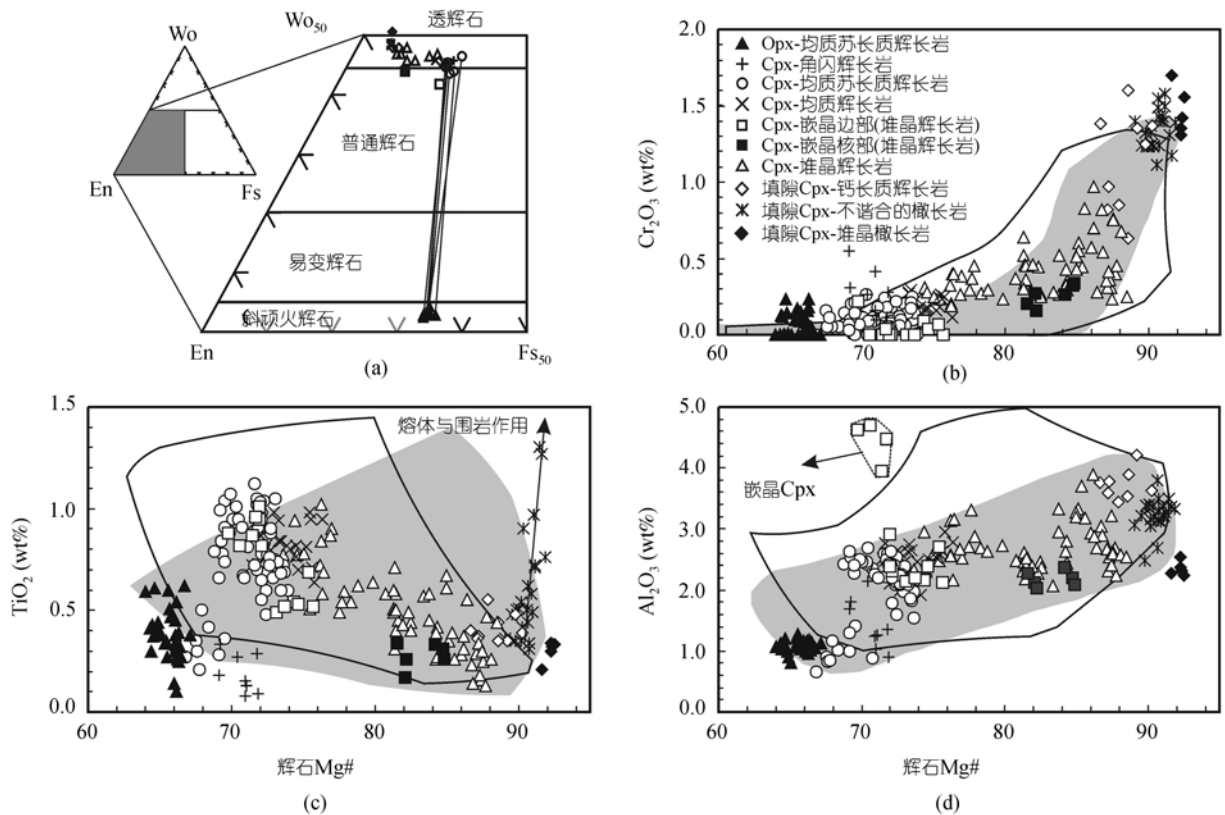 Wo
En
Fs
Wo50
透辉石
普通辉石
易变辉石
斜顽火辉石
En
Fs50
(a)
Cr2O3 (wt%)
2.0
1.5
1.0
0.5
0.0
60
70
80
90
Opx-均质苏长质辉长岩
Cpx-角闪辉长岩
Cpx-均质苏长质辉长岩
Cpx-均质辉长岩
Cpx-嵌晶边部(堆晶辉长岩)
Cpx-嵌晶核部(堆晶辉长岩)
Cpx-堆晶辉长岩
填隙Cpx-钙长质辉长岩
填隙Cpx-不谐合的橄长岩
填隙Cpx-堆晶橄长岩
(b)
TiO2 (wt%)
1.5
1.0
0.5
0.0
60
70
80
90
熔体与围岩作用
辉石Mg#
(c)
Al2O3 (wt%)
5.0
4.0
3.0
2.0
1.0
0.0
60
70
80
90
嵌晶Cpx
辉石Mg#
(d)